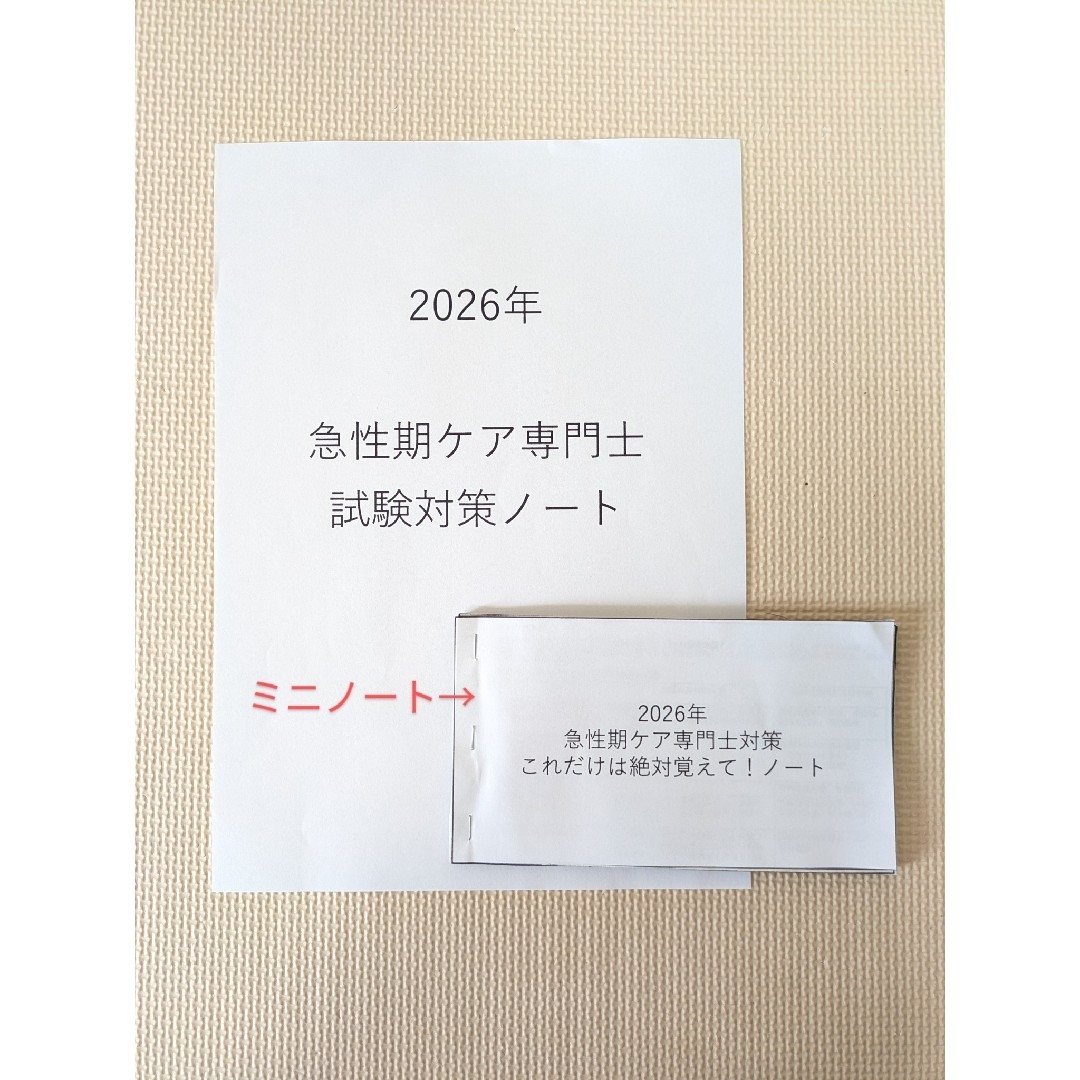 2026年
急性期ケア専門士
試験対策ノート
ミニノート→
2026年
急性期ケア専門士対策
これだけは絶対覚えて！ノート